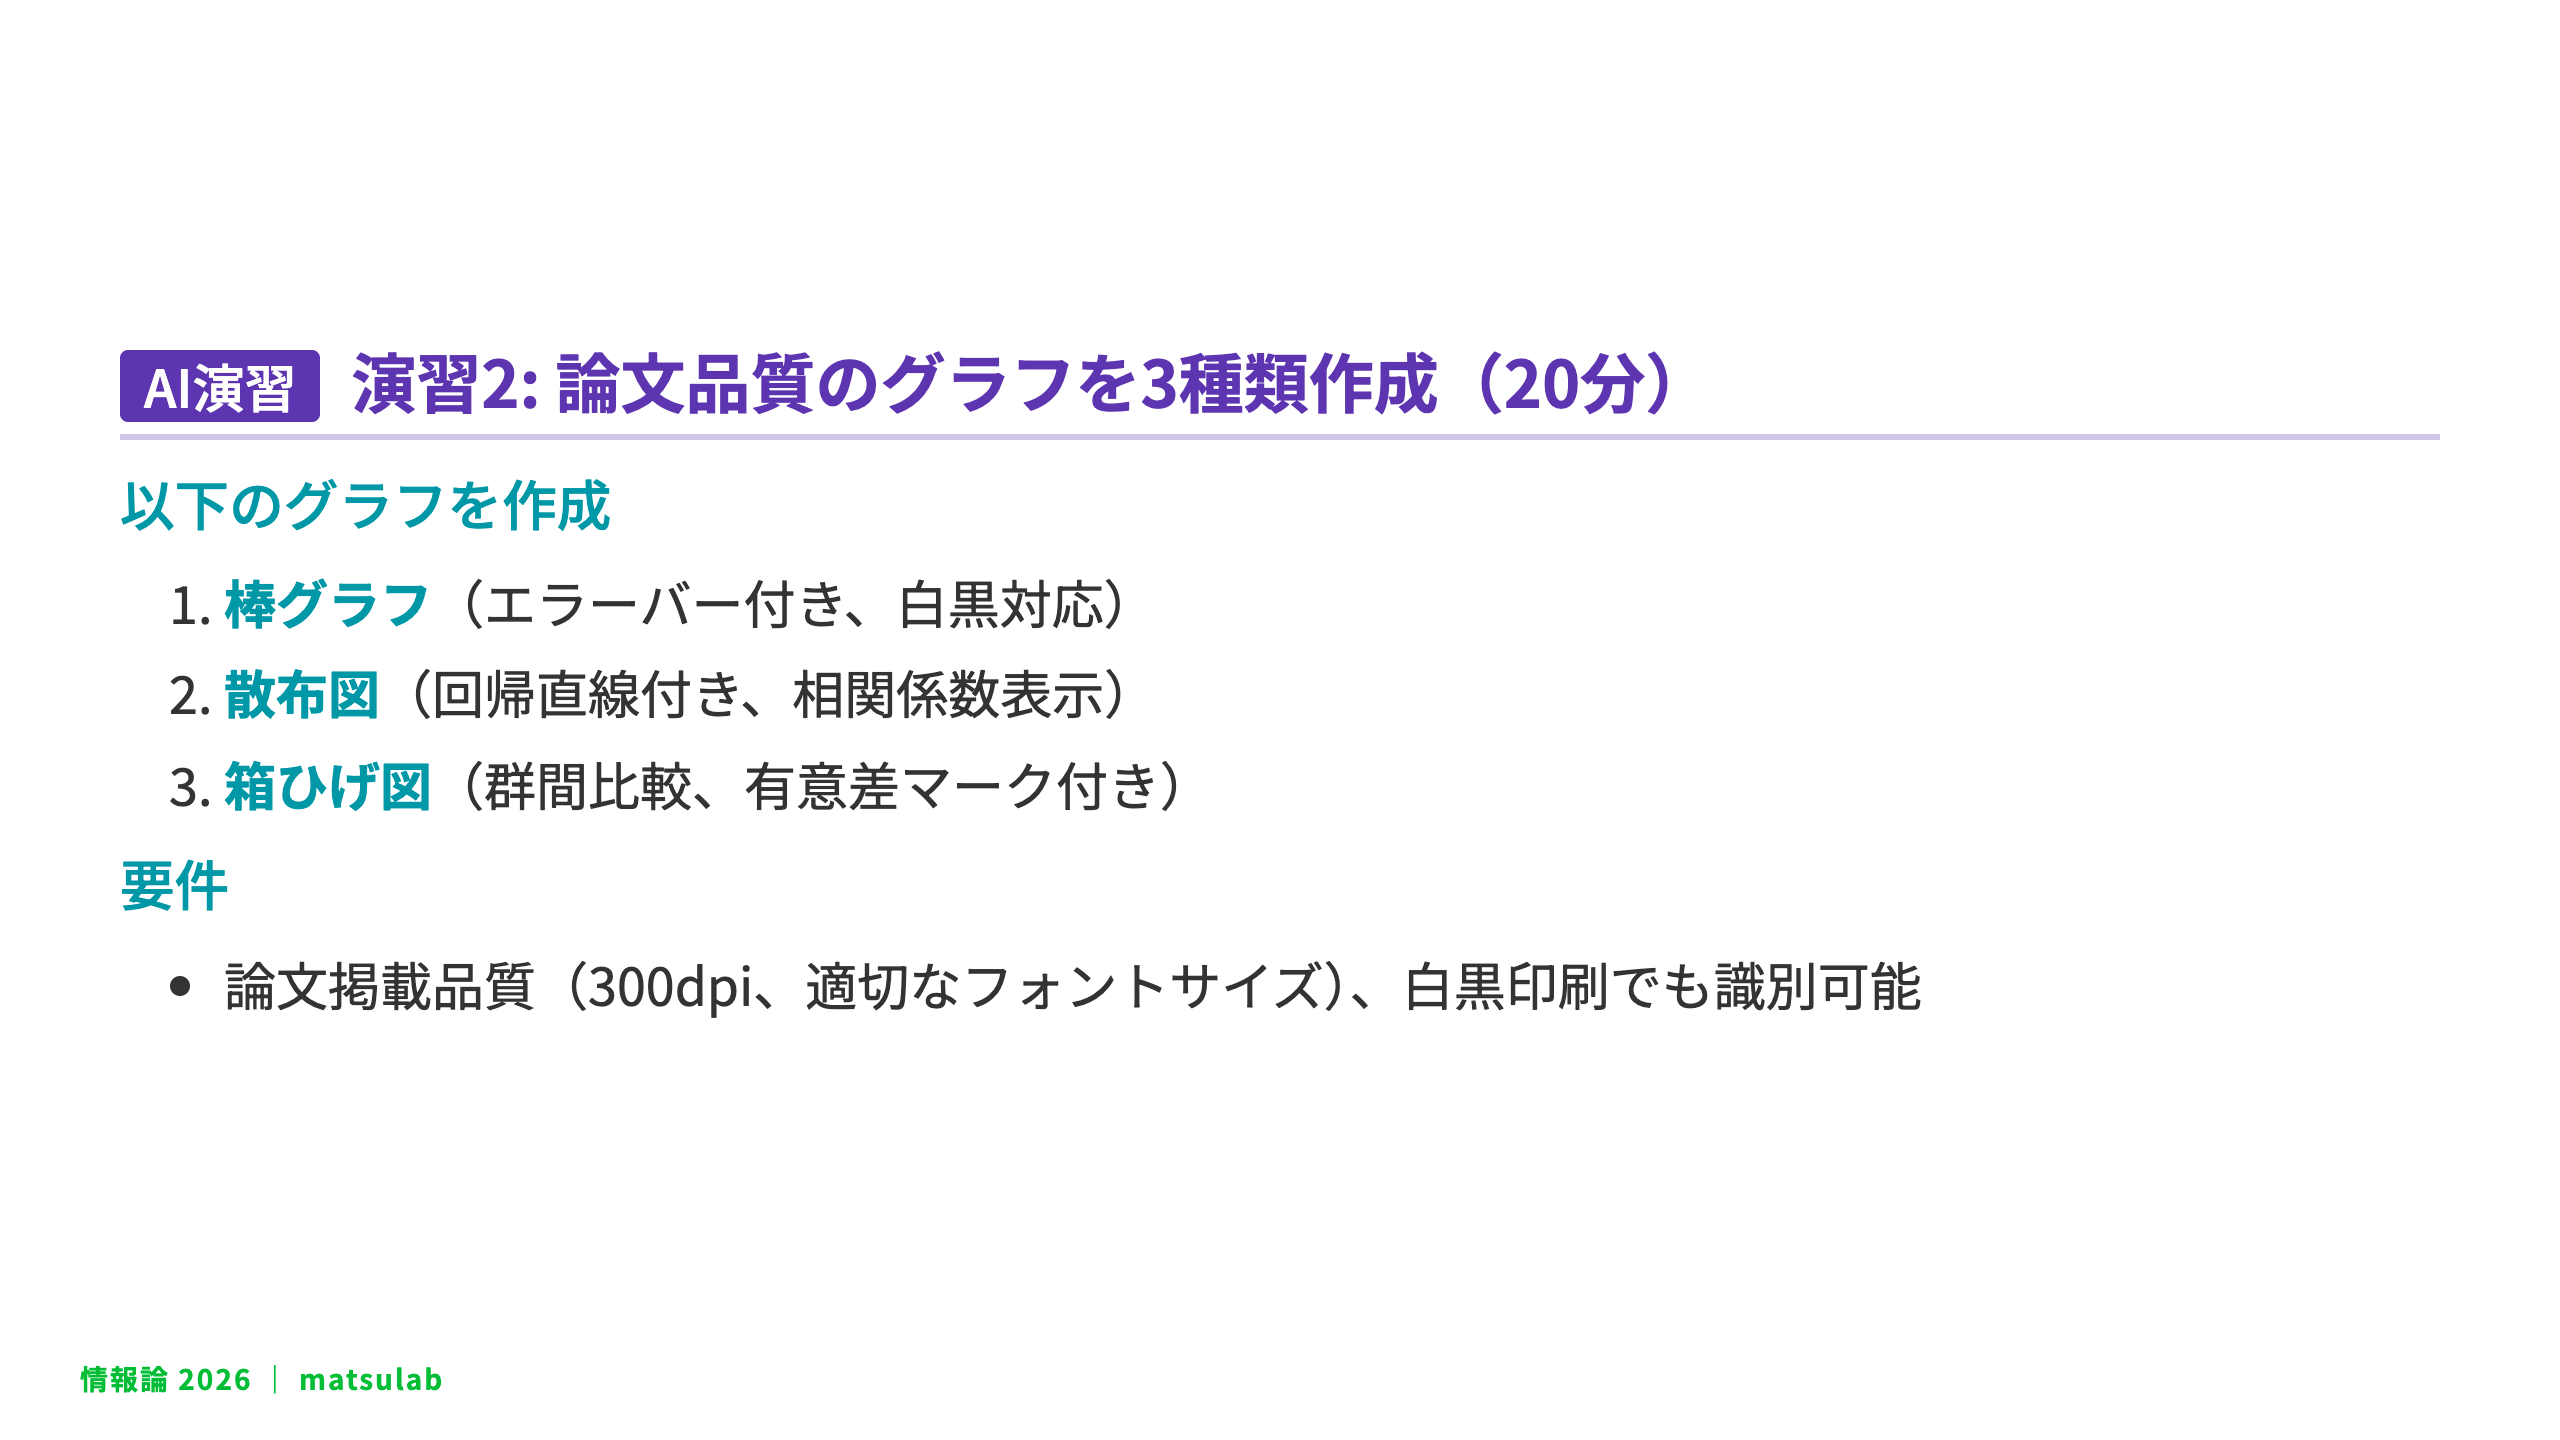 AI演習 演習2: 論文品質のグラフを3種類作成（20分）
以下のグラフを作成
1. 棒グラフ（エラーバー付き、白黒対応）
2. 散布図（回帰直線付き、相関係数表示）
3. 箱ひげ図（群間比較、有意差マーク付き）
要件
• 論文掲載品質（300dpi、適切なフォントサイズ）、白黒印刷でも識別可能
情報論 2026 ｜ matsulab